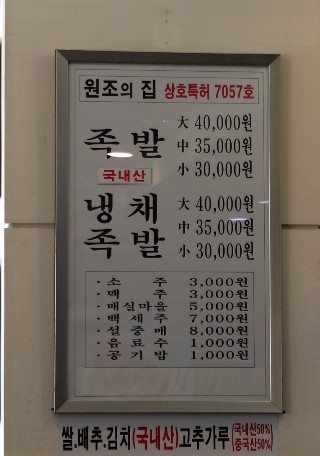 원조의 집 상호특허 7057호
족발 大 40,000원
中 35,000원
小 30,000원
국내산
냉채 족발 大 40,000원
中 35,000원
小 30,000원
· 소주 3,000원
· 맥주 3,000원
· 매실마을 5,000원
· 백세주 7,000원
· 설중매 8,000원
· 음료수 1,000원
· 공기밥 1,000원
쌀.배추.김치(국내산)고추가루(국내산50% 중국산50%)